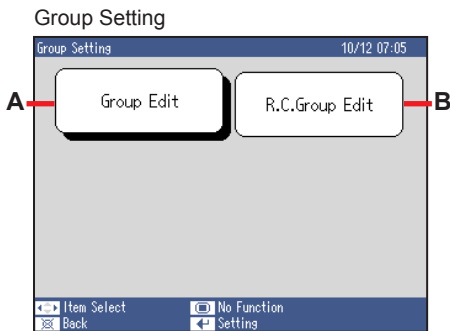 Group Setting
Group Setting 10/12 07:05
A Group Edit R.C.Group Edit B
Item Select No Function
Back Setting